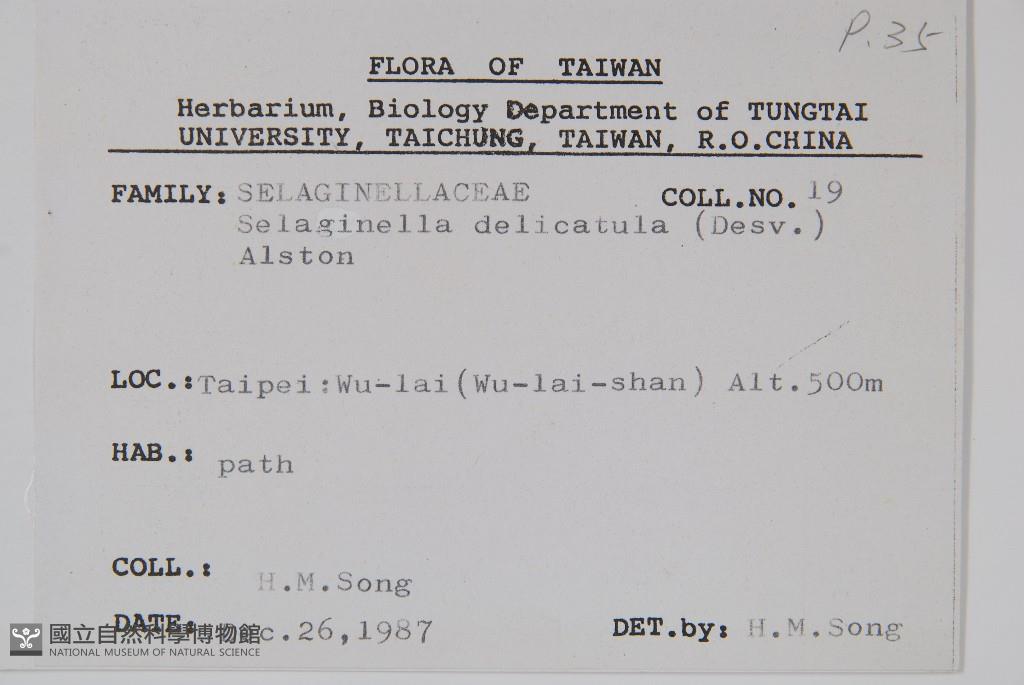 P.35
FLORA OF TAIWAN
Herbarium, Biology Department of TUNGTAI
UNIVERSITY, TAICHUNG, TAIWAN, R.O.CHINA
FAMILY: SELAGINELLACEAE COLL.NO. 19
Selaginella delicatula (Desv.)
Alston
LOC.: Taipei:Wu-lai(Wu-lai-shan) Alt.500m
HAB.: path
COLL.: H.M.Song
DATE: Dec.26,1987 DET.by: H.M.Song
國立自然科學博物館
NATIONAL MUSEUM OF NATURAL SCIENCE